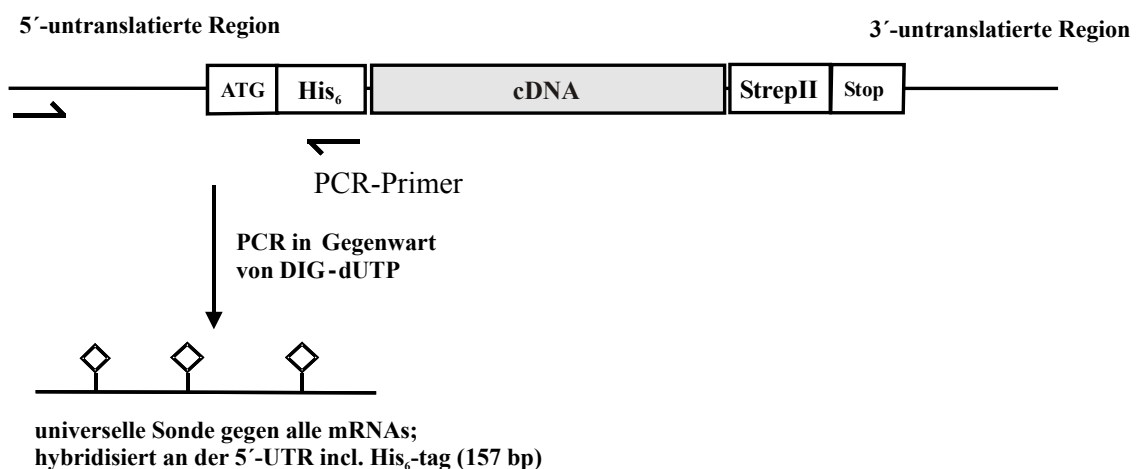 5´-untranslatierte Region
3´-untranslatierte Region
ATG His₆ cDNA StrepII Stop
PCR-Primer
PCR in Gegenwart
von DIG-dUTP
universelle Sonde gegen alle mRNAs;
hybridisiert an der 5´-UTR incl. His₆-tag (157 bp)